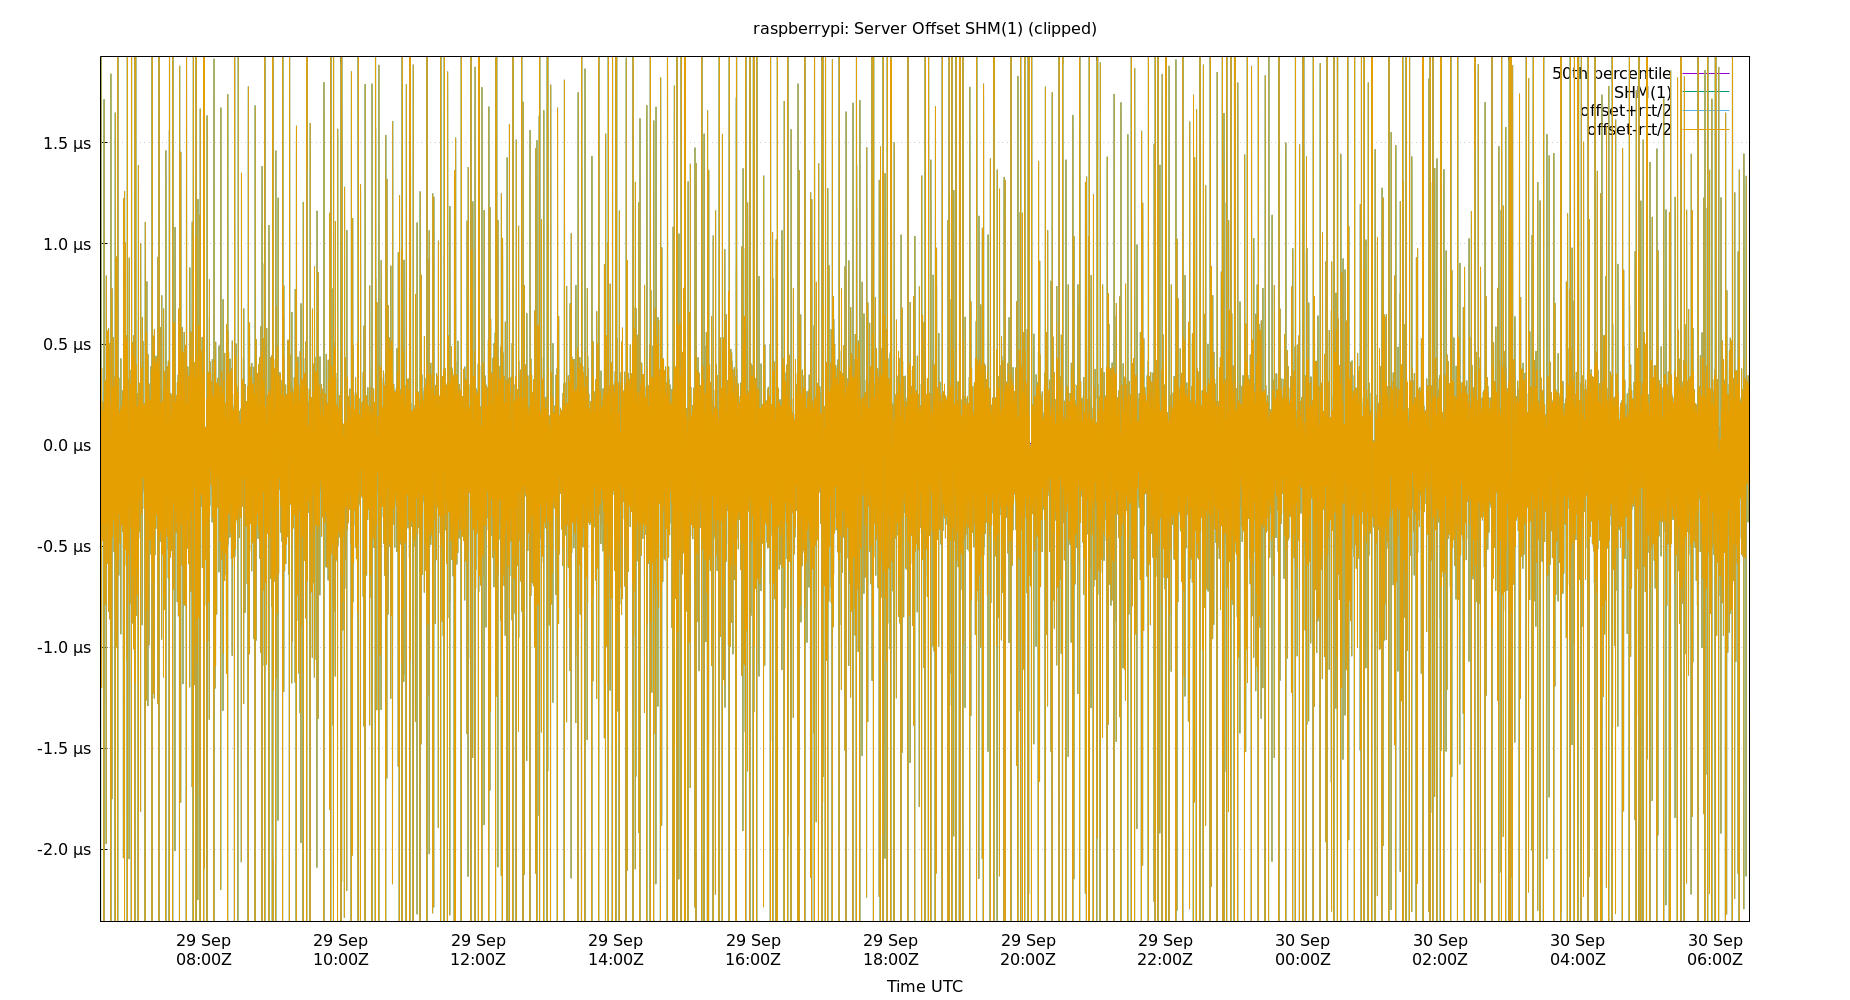 raspberrypi: Server Offset SHM(1) (clipped)
50th percentile
SHM(1)
offset+rtt/2
offset-rtt/2
1.5 µs
1.0 µs
0.5 µs
0.0 µs
-0.5 µs
-1.0 µs
-1.5 µs
-2.0 µs
29 Sep 29 Sep 29 Sep 29 Sep 29 Sep 29 Sep 29 Sep 29 Sep 30 Sep 30 Sep 30 Sep 30 Sep
08:00Z 10:00Z 12:00Z 14:00Z 16:00Z 18:00Z 20:00Z 22:00Z 00:00Z 02:00Z 04:00Z 06:00Z
Time UTC